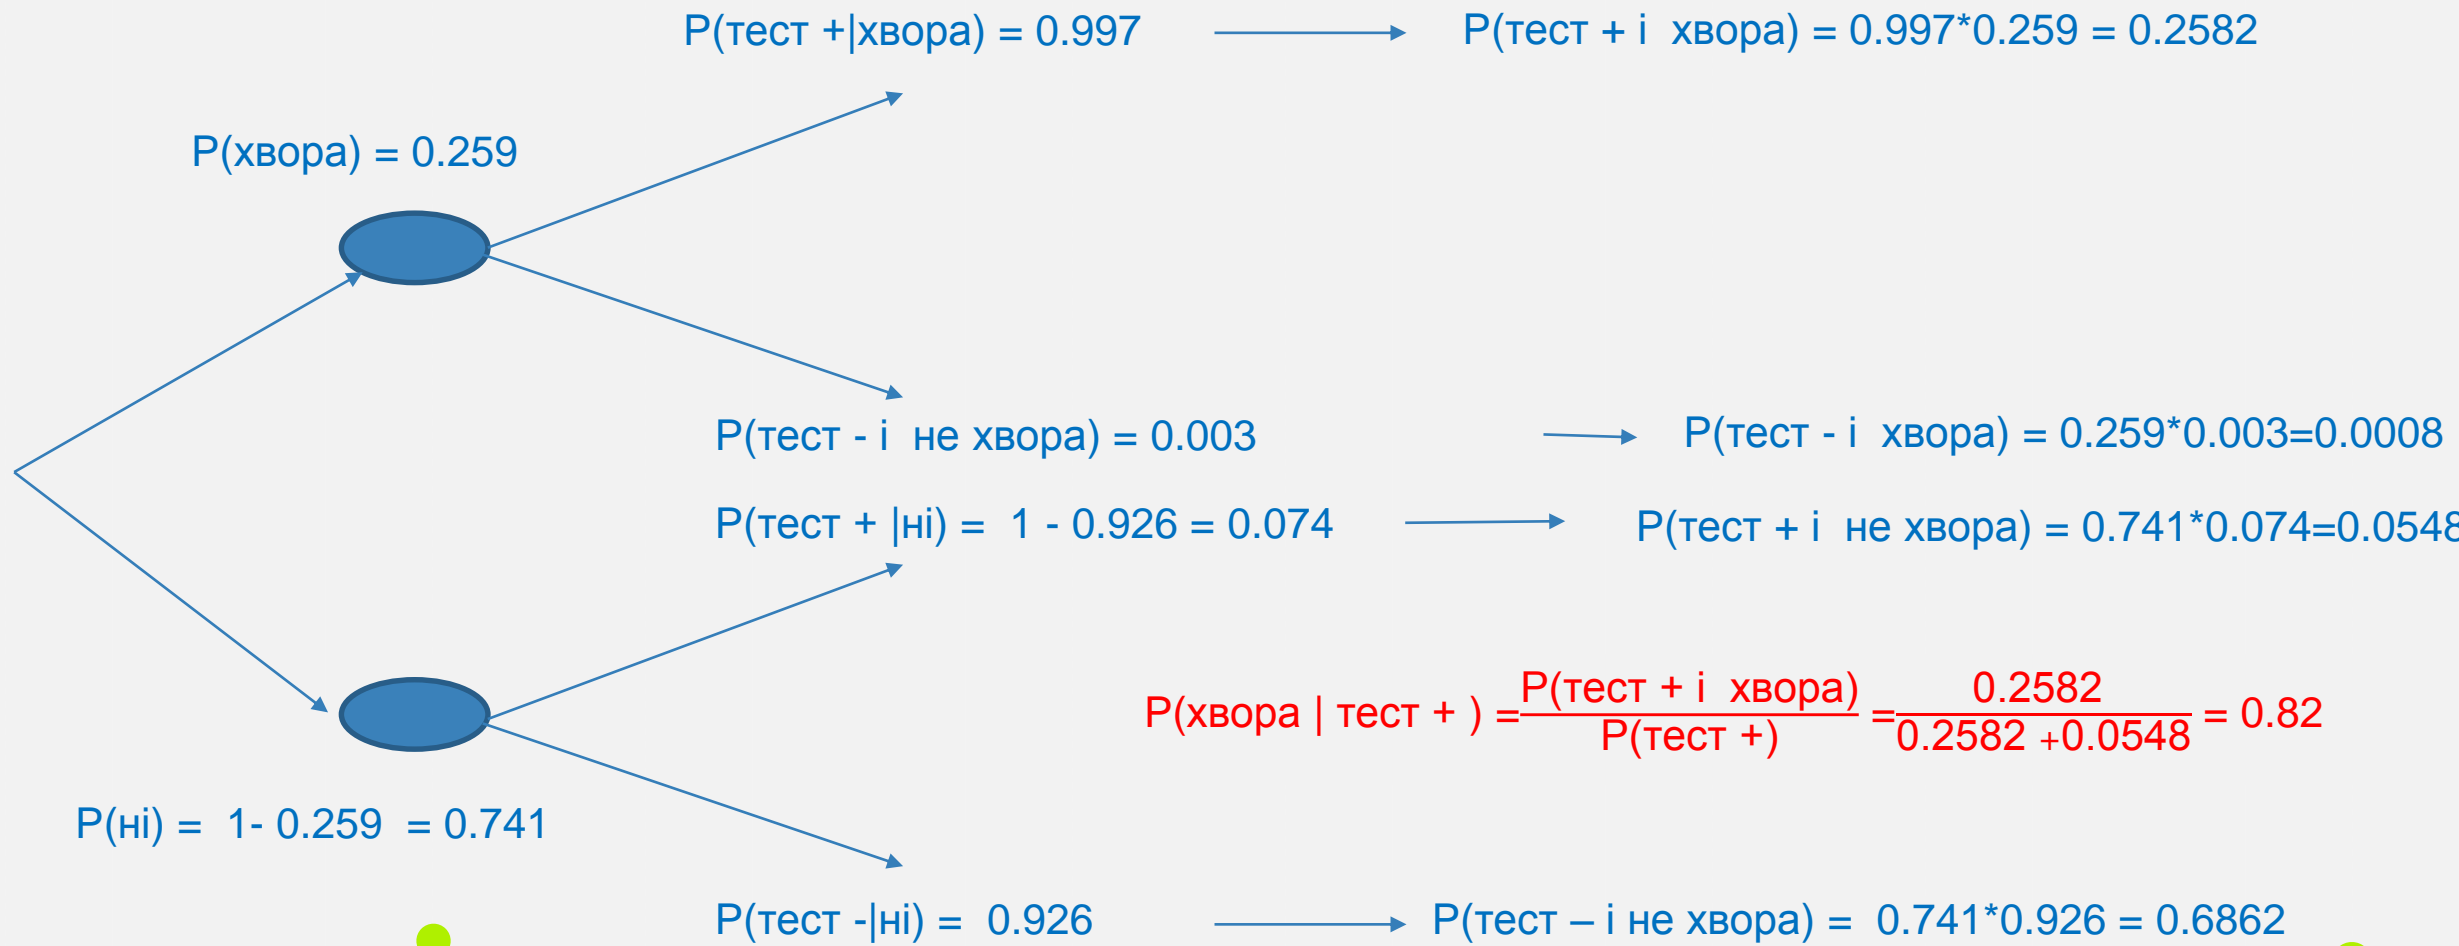 P(тест +|хвора) = 0.997
P(тест + і хвора) = 0.997*0.259 = 0.2582
P(хвора) = 0.259
P(тест - і не хвора) = 0.003
P(тест - і хвора) = 0.259*0.003=0.0008
P(тест + |ні) = 1 - 0.926 = 0.074
P(тест + і не хвора) = 0.741*0.074=0.0548
P(хвора | тест + ) = P(тест + і хвора) / P(тест +) = 0.2582 / 0.2582 +0.0548 = 0.82
P(ні) = 1- 0.259 = 0.741
P(тест -|ні) = 0.926
P(тест – і не хвора) = 0.741*0.926 = 0.6862